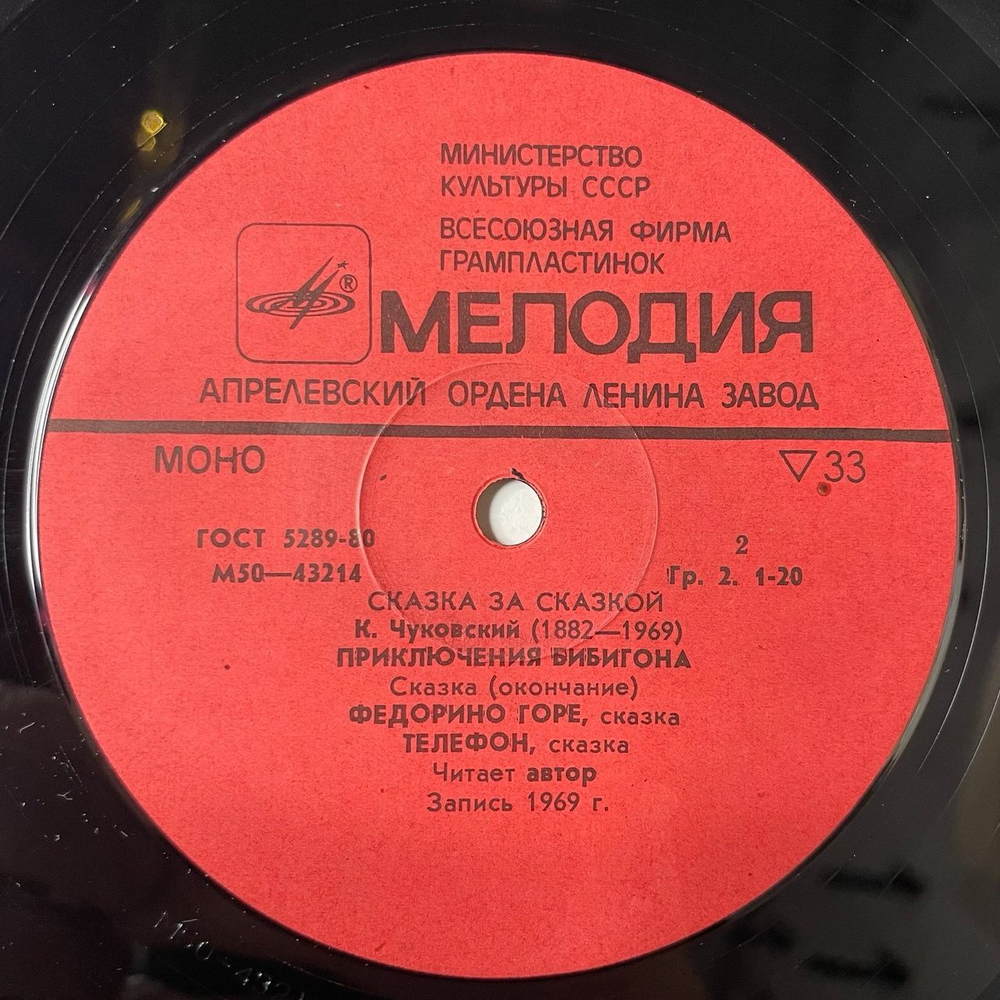 МИНИСТЕРСТВО
КУЛЬТУРЫ СССР
ВСЕСОЮЗНАЯ ФИРМА
ГРАМПЛАСТИНОК
®
МЕЛОДИЯ
АПРЕЛЕВСКИЙ ОРДЕНА ЛЕНИНА ЗАВОД
МОНО ▽33
ГОСТ 5289-80 2
М50—43214 Гр. 2. 1-20
СКАЗКА ЗА СКАЗКОЙ
К. Чуковский (1882—1969)
ПРИКЛЮЧЕНИЯ БИБИГОНА
Сказка (окончание)
ФЕДОРИНО ГОРЕ, сказка
ТЕЛЕФОН, сказка
Читает автор
Запись 1969 г.